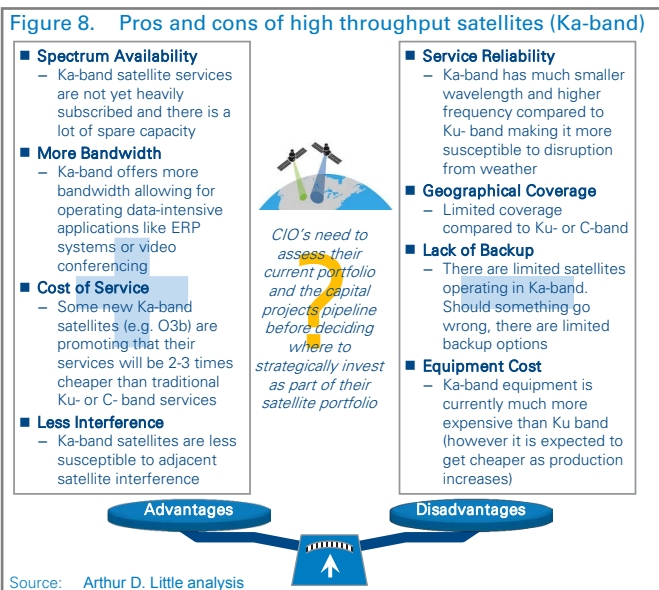 Figure 8. Pros and cons of high throughput satellites (Ka-band)
■ Spectrum Availability
– Ka-band satellite services
are not yet heavily
subscribed and there is a
lot of spare capacity
■ More Bandwidth
– Ka-band offers more
bandwidth allowing for
operating data-intensive
applications like ERP
systems or video
conferencing
■ Cost of Service
– Some new Ka-band
satellites (e.g. O3b) are
promoting that their
services will be 2-3 times
cheaper than traditional
Ku- or C- band services
■ Less Interference
– Ka-band satellites are less
susceptible to adjacent
satellite interference
CIO's need to
assess their
current portfolio
and the capital
projects pipeline
before deciding
where to
strategically invest
as part of their
satellite portfolio
?
■ Service Reliability
– Ka-band has much smaller
wavelength and higher
frequency compared to
Ku- band making it more
susceptible to disruption
from weather
■ Geographical Coverage
– Limited coverage
compared to Ku- or C-band
■ Lack of Backup
– There are limited satellites
operating in Ka-band.
Should something go
wrong, there are limited
backup options
■ Equipment Cost
– Ka-band equipment is
currently much more
expensive than Ku band
(however it is expected to
get cheaper as production
increases)
Advantages
Disadvantages
Source: Arthur D. Little analysis